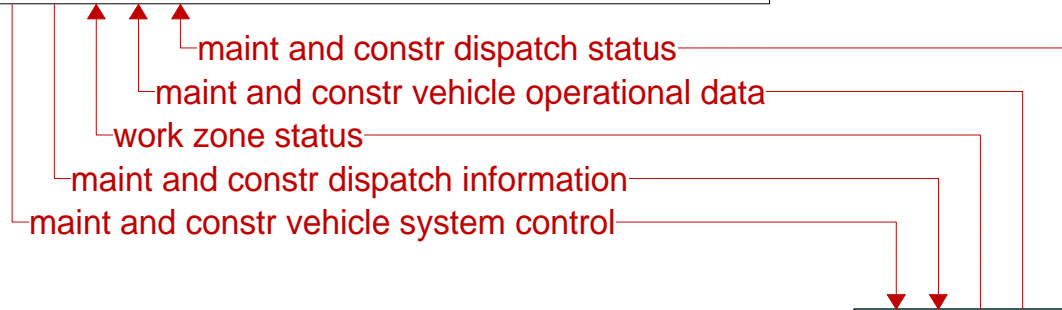 maint and constr dispatch status
maint and constr vehicle operational data
work zone status
maint and constr dispatch information
maint and constr vehicle system control